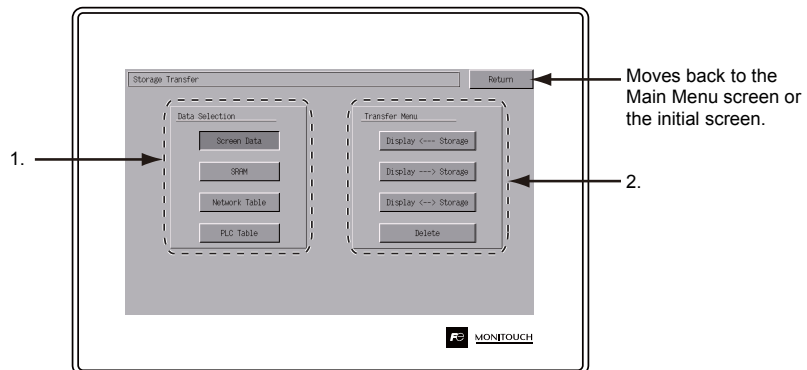 Storage Transfer
Return
Moves back to the
Main Menu screen or
the initial screen.
Data Selection
Transfer Menu
Screen Data
Display <--- Storage
1.
SRAM
Display ---> Storage
2.
Network Table
Display <--> Storage
PLC Table
Delete
Fe MONITOUCH